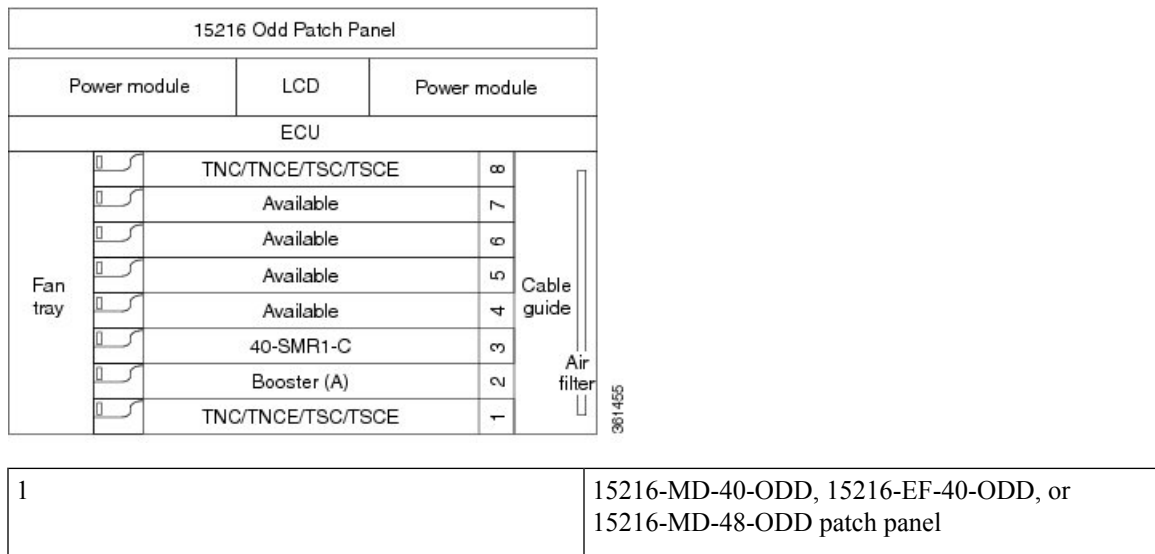 15216 Odd Patch Panel
Power module LCD Power module
ECU
TNC/TNCE/TSC/TSCE 8
Available 7
Available 6
Available 5
Available 4
40-SMR1-C 3
Booster (A) 2
TNC/TNCE/TSC/TSCE 1
Fan
tray
Cable
guide
Air
filter
361455
1
15216-MD-40-ODD, 15216-EF-40-ODD, or
15216-MD-48-ODD patch panel